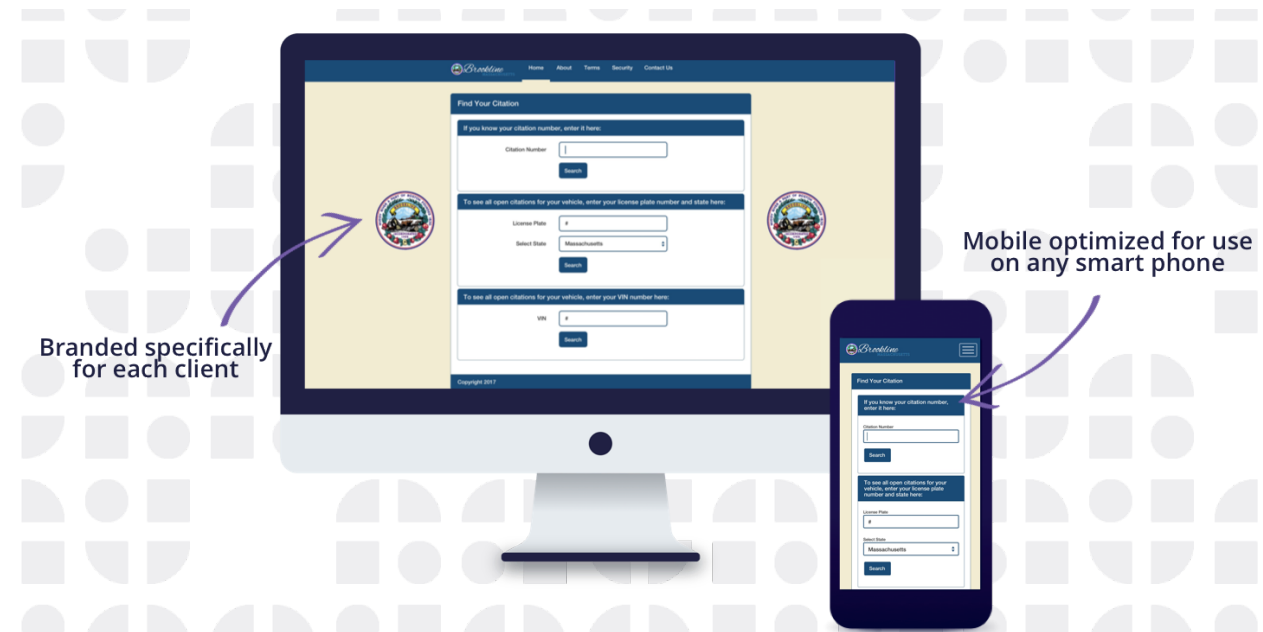 Brookline
Home About Terms Security Contact Us
Find Your Citation
If you know your citation number, enter it here:
Citation Number
Search
To see all open citations for your vehicle, enter your license plate number and state here:
License Plate #
Select State Massachusetts
Search
To see all open citations for your vehicle, enter your VIN number here:
VIN #
Search
Copyright 2017
Branded specifically
for each client
Mobile optimized for use
on any smart phone
Brookline
Find Your Citation
If you know your citation number,
enter it here:
Citation Number
Search
To see all open citations for your
vehicle, enter your license plate
number and state here:
License Plate
#
Select State
Massachusetts
Search